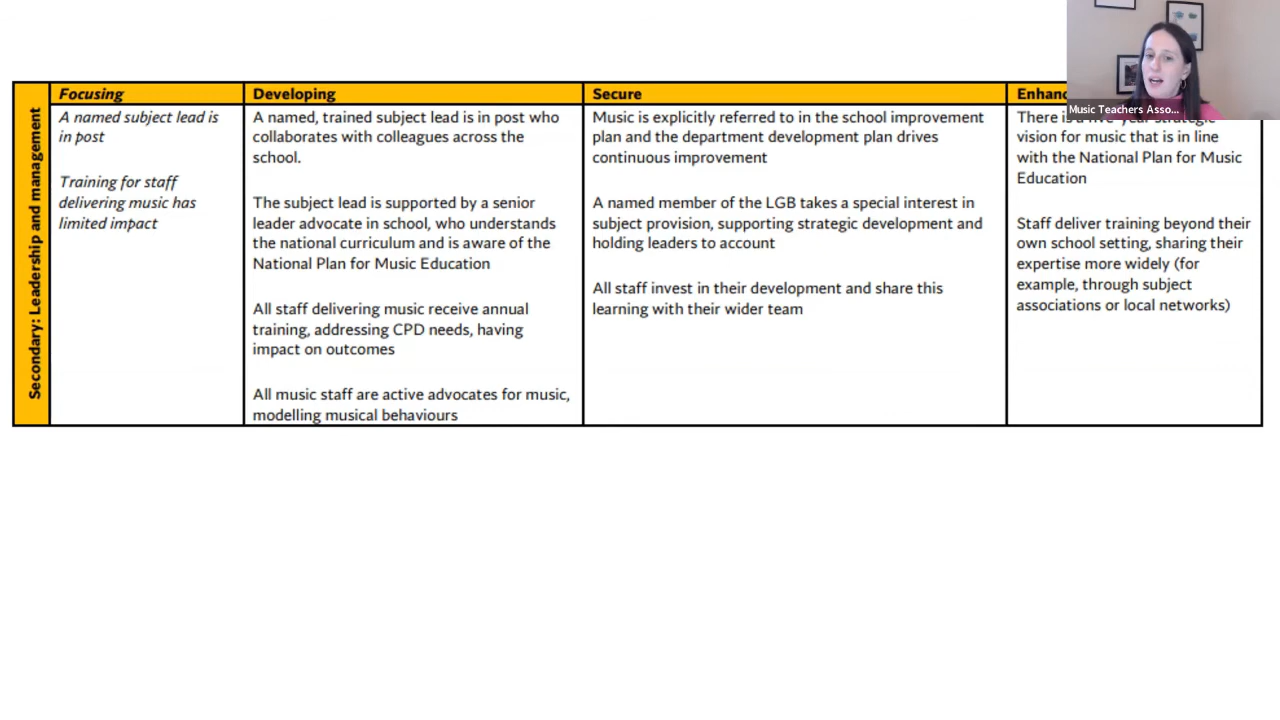 Secondary: Leadership and management
Focusing
A named subject lead is
in post
Training for staff
delivering music has
limited impact
Developing
A named, trained subject lead is in post who
collaborates with colleagues across the
school.
The subject lead is supported by a senior
leader advocate in school, who understands
the national curriculum and is aware of the
National Plan for Music Education
All staff delivering music receive annual
training, addressing CPD needs, having
impact on outcomes
All music staff are active advocates for music,
modelling musical behaviours
Secure
Music is explicitly referred to in the school improvement
plan and the department development plan drives
continuous improvement
A named member of the LGB takes a special interest in
subject provision, supporting strategic development and
holding leaders to account
All staff invest in their development and share this
learning with their wider team
Enhanc
There is a five-year strategic
vision for music that is in line
with the National Plan for Music
Education
Staff deliver training beyond their
own school setting, sharing their
expertise more widely (for
example, through subject
associations or local networks)
Music Teachers Asso...